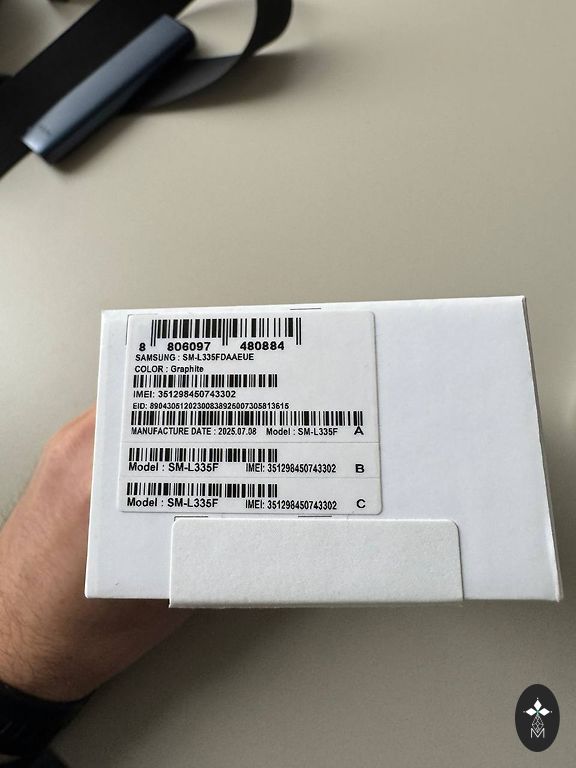 8 806097 480884
SAMSUNG : SM-L335FDAAEUE
COLOR : Graphite
IMEI: 351298450743302
EID: 89043051202300838925007305813615
MANUFACTURE DATE : 2025.07.08 Model : SM-L335F A
Model : SM-L335F IMEI: 351298450743302 B
Model : SM-L335F IMEI: 351298450743302 C
M